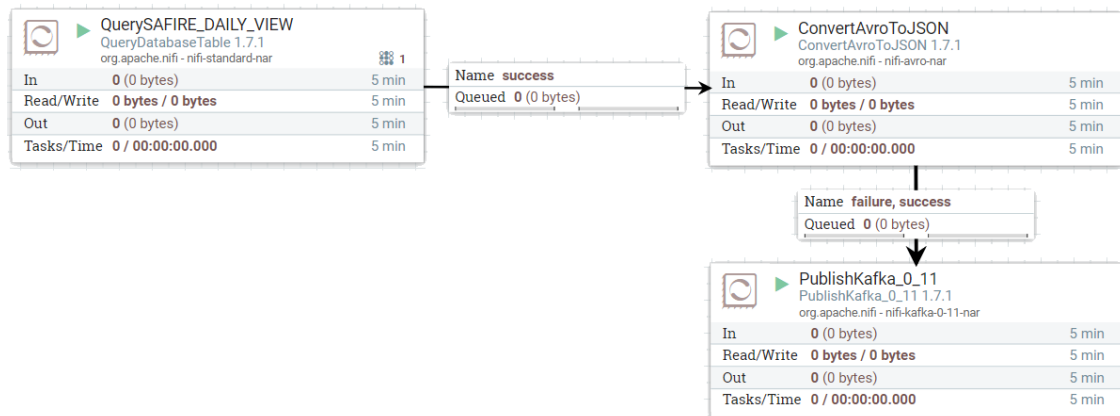 QuerySAFIRE_DAILY_VIEW
QueryDatabaseTable 1.7.1
org.apache.nifi - nifi-standard-nar
1
In 0 (0 bytes) 5 min
Read/Write 0 bytes / 0 bytes 5 min
Out 0 (0 bytes) 5 min
Tasks/Time 0 / 00:00:00.000 5 min
Name success
Queued 0 (0 bytes)
ConvertAvroToJSON
ConvertAvroToJSON 1.7.1
org.apache.nifi - nifi-avro-nar
In 0 (0 bytes) 5 min
Read/Write 0 bytes / 0 bytes 5 min
Out 0 (0 bytes) 5 min
Tasks/Time 0 / 00:00:00.000 5 min
Name failure, success
Queued 0 (0 bytes)
PublishKafka_0_11
PublishKafka_0_11 1.7.1
org.apache.nifi - nifi-kafka-0-11-nar
In 0 (0 bytes) 5 min
Read/Write 0 bytes / 0 bytes 5 min
Out 0 (0 bytes) 5 min
Tasks/Time 0 / 00:00:00.000 5 min